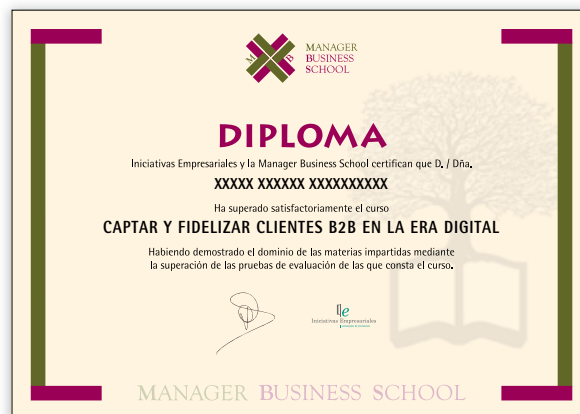 M B
MANAGER
BUSINESS
SCHOOL
DIPLOMA
Iniciativas Empresariales y la Manager Business School certifican que D. / Dña.
XXXXX XXXXXX XXXXXXXXXX
Ha superado satisfactoriamente el curso
CAPTAR Y FIDELIZAR CLIENTES B2B EN LA ERA DIGITAL
Habiendo demostrado el dominio de las materias impartidas mediante
la superación de las pruebas de evaluación de las que consta el curso.
Iniciativas Empresariales
MANAGER BUSINESS SCHOOL